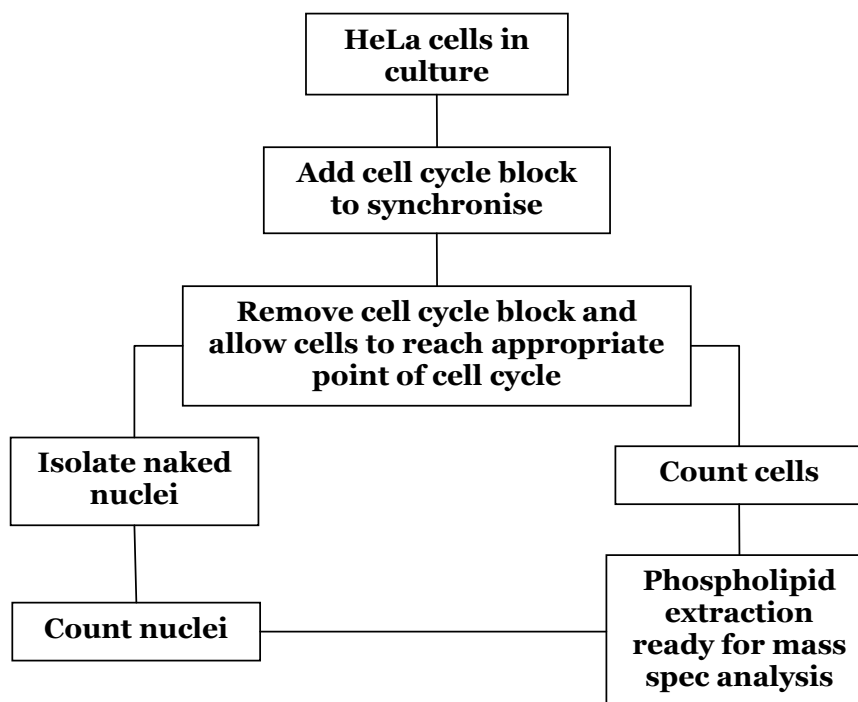 HeLa cells in
culture
Add cell cycle block
to synchronise
Remove cell cycle block and
allow cells to reach appropriate
point of cell cycle
Isolate naked
nuclei
Count cells
Count nuclei
Phospholipid
extraction
ready for mass
spec analysis